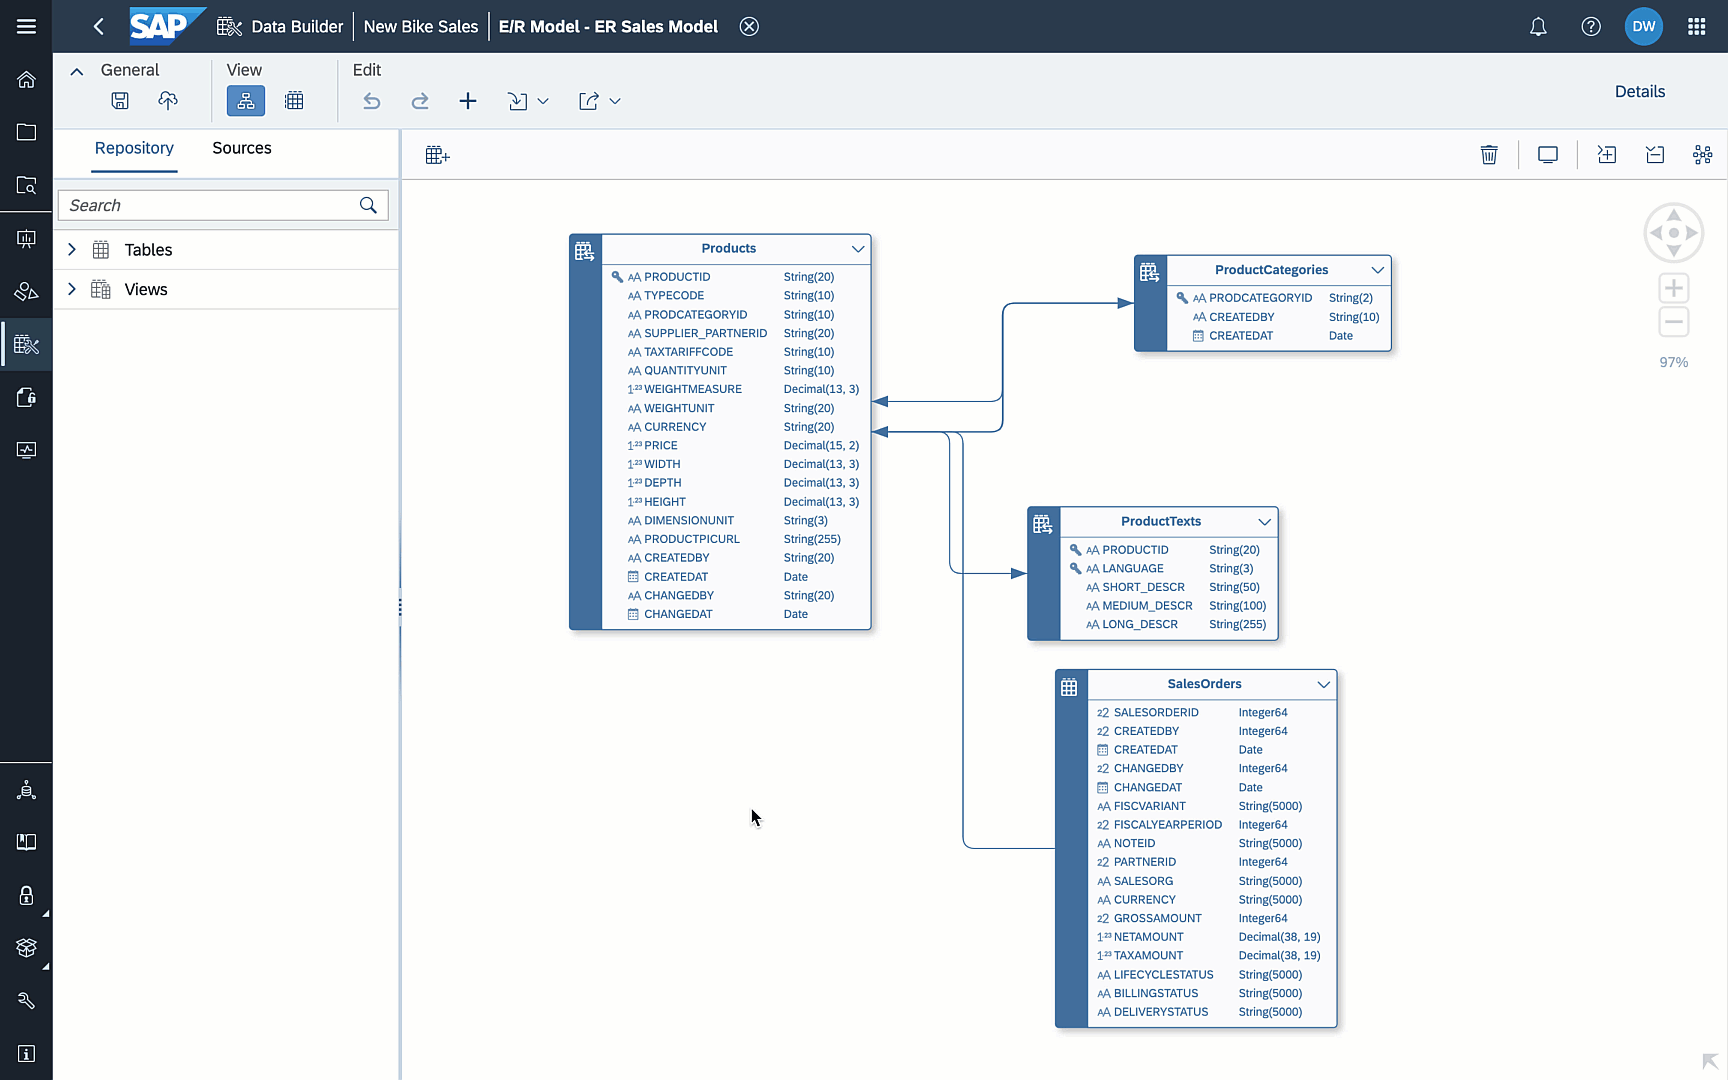 SAP Data Builder New Bike Sales E/R Model - ER Sales Model DW
General View Edit
Details
Repository Sources
Search
Tables
Views
Products
PRODUCTID String(20)
TYPECODE String(10)
PRODCATEGORYID String(10)
SUPPLIER_PARTNERID String(20)
TAXTARIFFCODE String(10)
QUANTITYUNIT String(10)
WEIGHTMEASURE Decimal(13, 3)
WEIGHTUNIT String(20)
CURRENCY String(20)
PRICE Decimal(15, 2)
WIDTH Decimal(13, 3)
DEPTH Decimal(13, 3)
HEIGHT Decimal(13, 3)
DIMENSIONUNIT String(3)
PRODUCTPICURL String(255)
CREATEDBY String(20)
CREATEDAT Date
CHANGEDBY String(20)
CHANGEDAT Date
ProductCategories
PRODCATEGORYID String(2)
CREATEDBY String(10)
CREATEDAT Date
97%
ProductTexts
PRODUCTID String(20)
LANGUAGE String(3)
SHORT_DESCR String(50)
MEDIUM_DESCR String(100)
LONG_DESCR String(255)
SalesOrders
SALESORDERID Integer64
CREATEDBY Integer64
CREATEDAT Date
CHANGEDBY Integer64
CHANGEDAT Date
FISCVARIANT String(5000)
FISCALYEARPERIOD Integer64
NOTEID String(5000)
PARTNERID Integer64
SALESORG String(5000)
CURRENCY String(5000)
GROSSAMOUNT Integer64
NETAMOUNT Decimal(38, 19)
TAXAMOUNT Decimal(38, 19)
LIFECYCLESTATUS String(5000)
BILLINGSTATUS String(5000)
DELIVERYSTATUS String(5000)